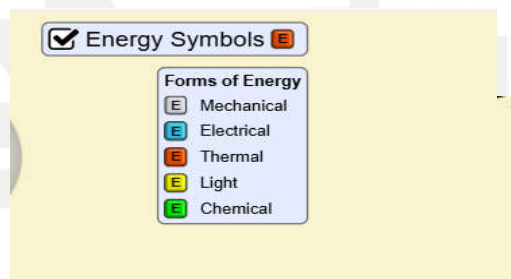 Energy Symbols E
Forms of Energy
E Mechanical
E Electrical
E Thermal
E Light
E Chemical